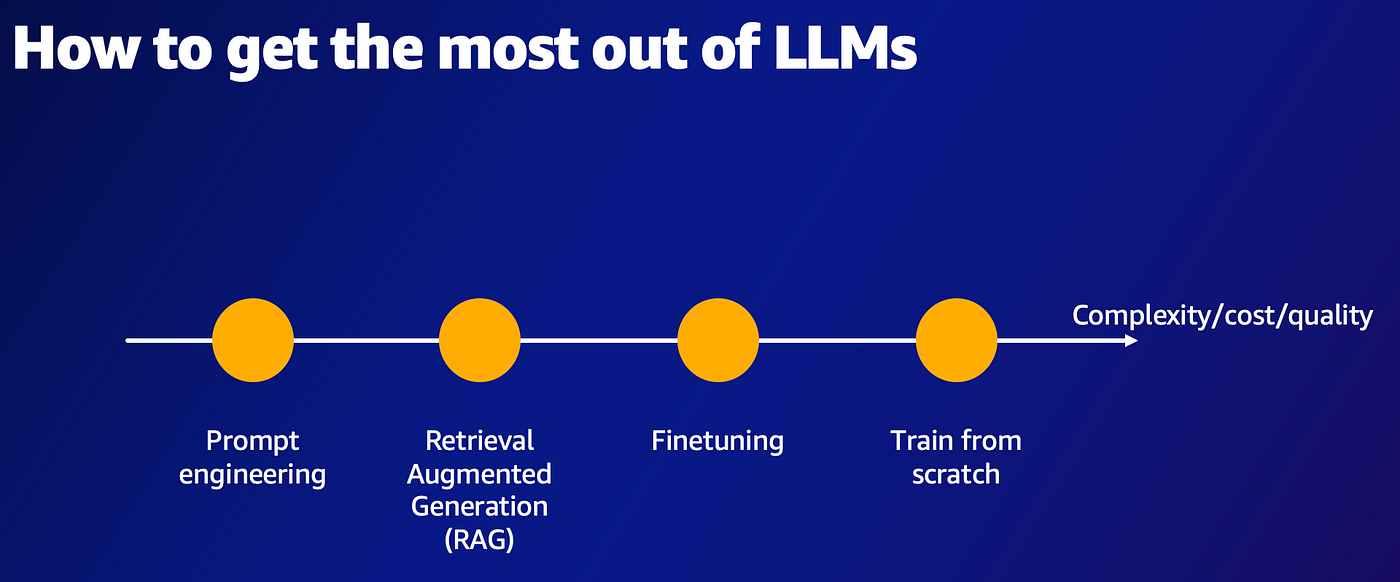 How to get the most out of LLMs
Complexity/cost/quality
Prompt
engineering
Retrieval
Augmented
Generation
(RAG)
Finetuning
Train from
scratch